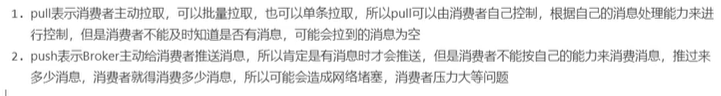 1. pull表示消费者主动拉取，可以批量拉取，也可以单条拉取，所以pull可以由消费者自己控制，根据自己的消息处理能力来进
行控制，但是消费者不能及时知道是否有消息，可能会拉到的消息为空
2. push表示Broker主动给消费者推送消息，所以肯定是有消息时才会推送，但是消费者不能按自己的能力来消费消息，推过来
多少消息，消费者就得消费多少消息，所以可能会造成网络堵塞，消费者压力大等问题